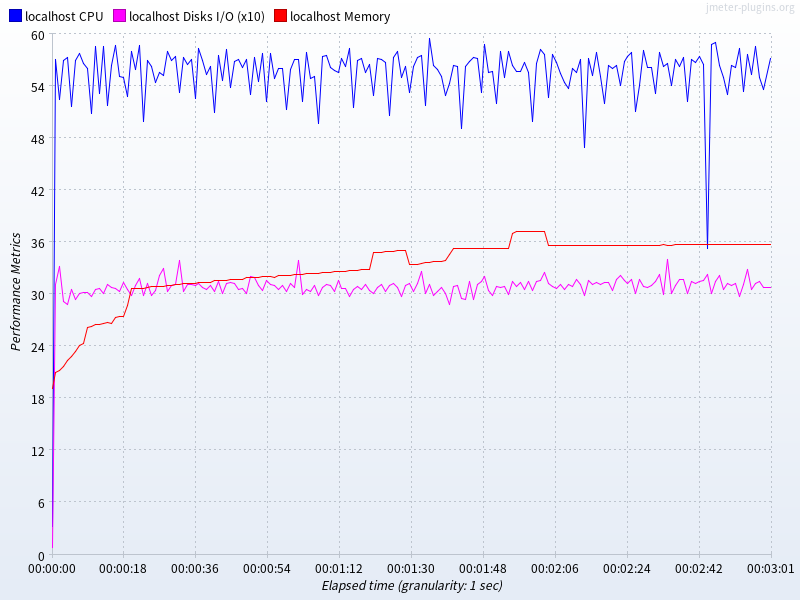 localhost CPU localhost Disks I/O (x10) localhost Memory
jmeter-plugins.org
60
54
48
42
36
30
24
18
12
6
0
Performance Metrics
00:00:00 00:00:18 00:00:36 00:00:54 00:01:12 00:01:30 00:01:48 00:02:06 00:02:24 00:02:42 00:03:01
Elapsed time (granularity: 1 sec)